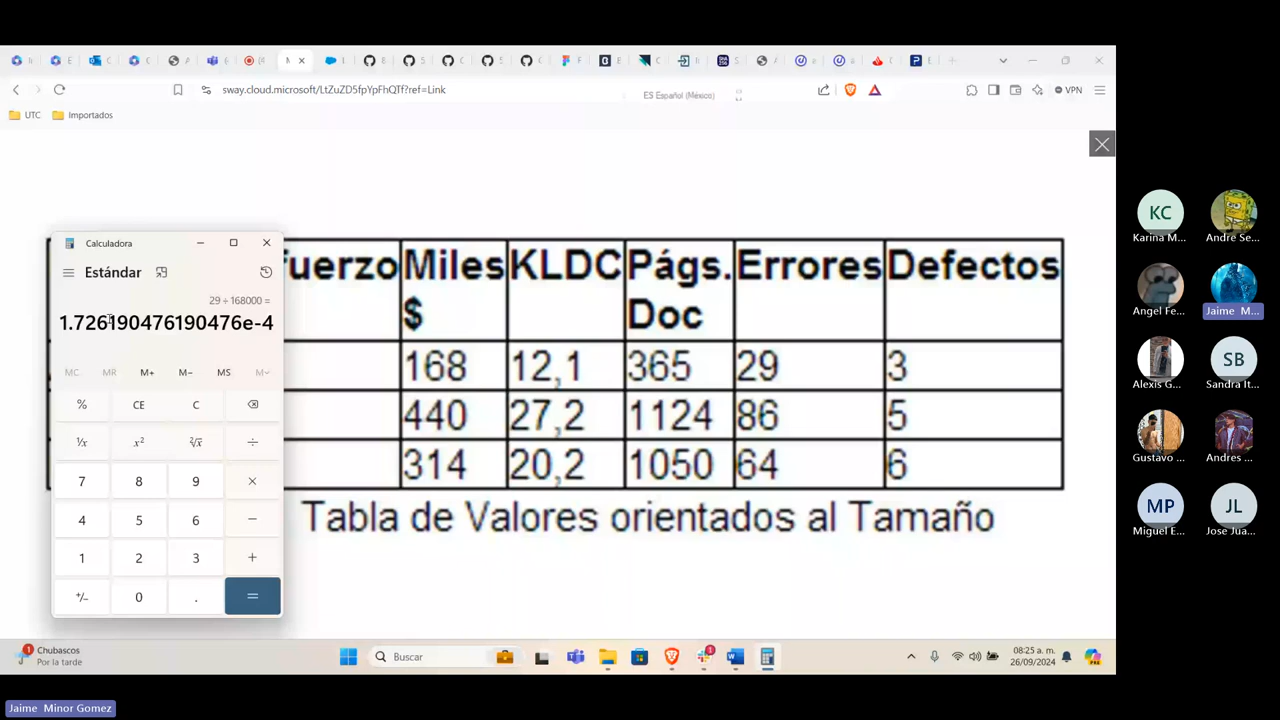 sway.cloud.microsoft/LtZuZD5fpYpFhQTf?ref=Link
ES Español (México)
VPN
UTC
Importados
Calculadora
Estándar
29 ÷ 168000 =
1.726190476190476e-4
MC MR M+ M− MS M˅
% CE C
¹/x x² ²√x ÷
7 8 9 ×
4 5 6 −
1 2 3 +
+/− 0 . =
fuerzo Miles KLDC Págs. Errores Defectos
$ Doc
168 12,1 365 29 3
440 27,2 1124 86 5
314 20,2 1050 64 6
Tabla de Valores orientados al Tamaño
KC
Karina M...
Andre Se...
Angel Fe...
Jaime M...
Alexis G...
SB
Sandra It...
Gustavo ...
Andres ...
MP
Miguel E...
JL
Jose Jua...
1
Chubascos
Por la tarde
Buscar
1
08:25 a. m.
26/09/2024
Jaime Minor Gomez